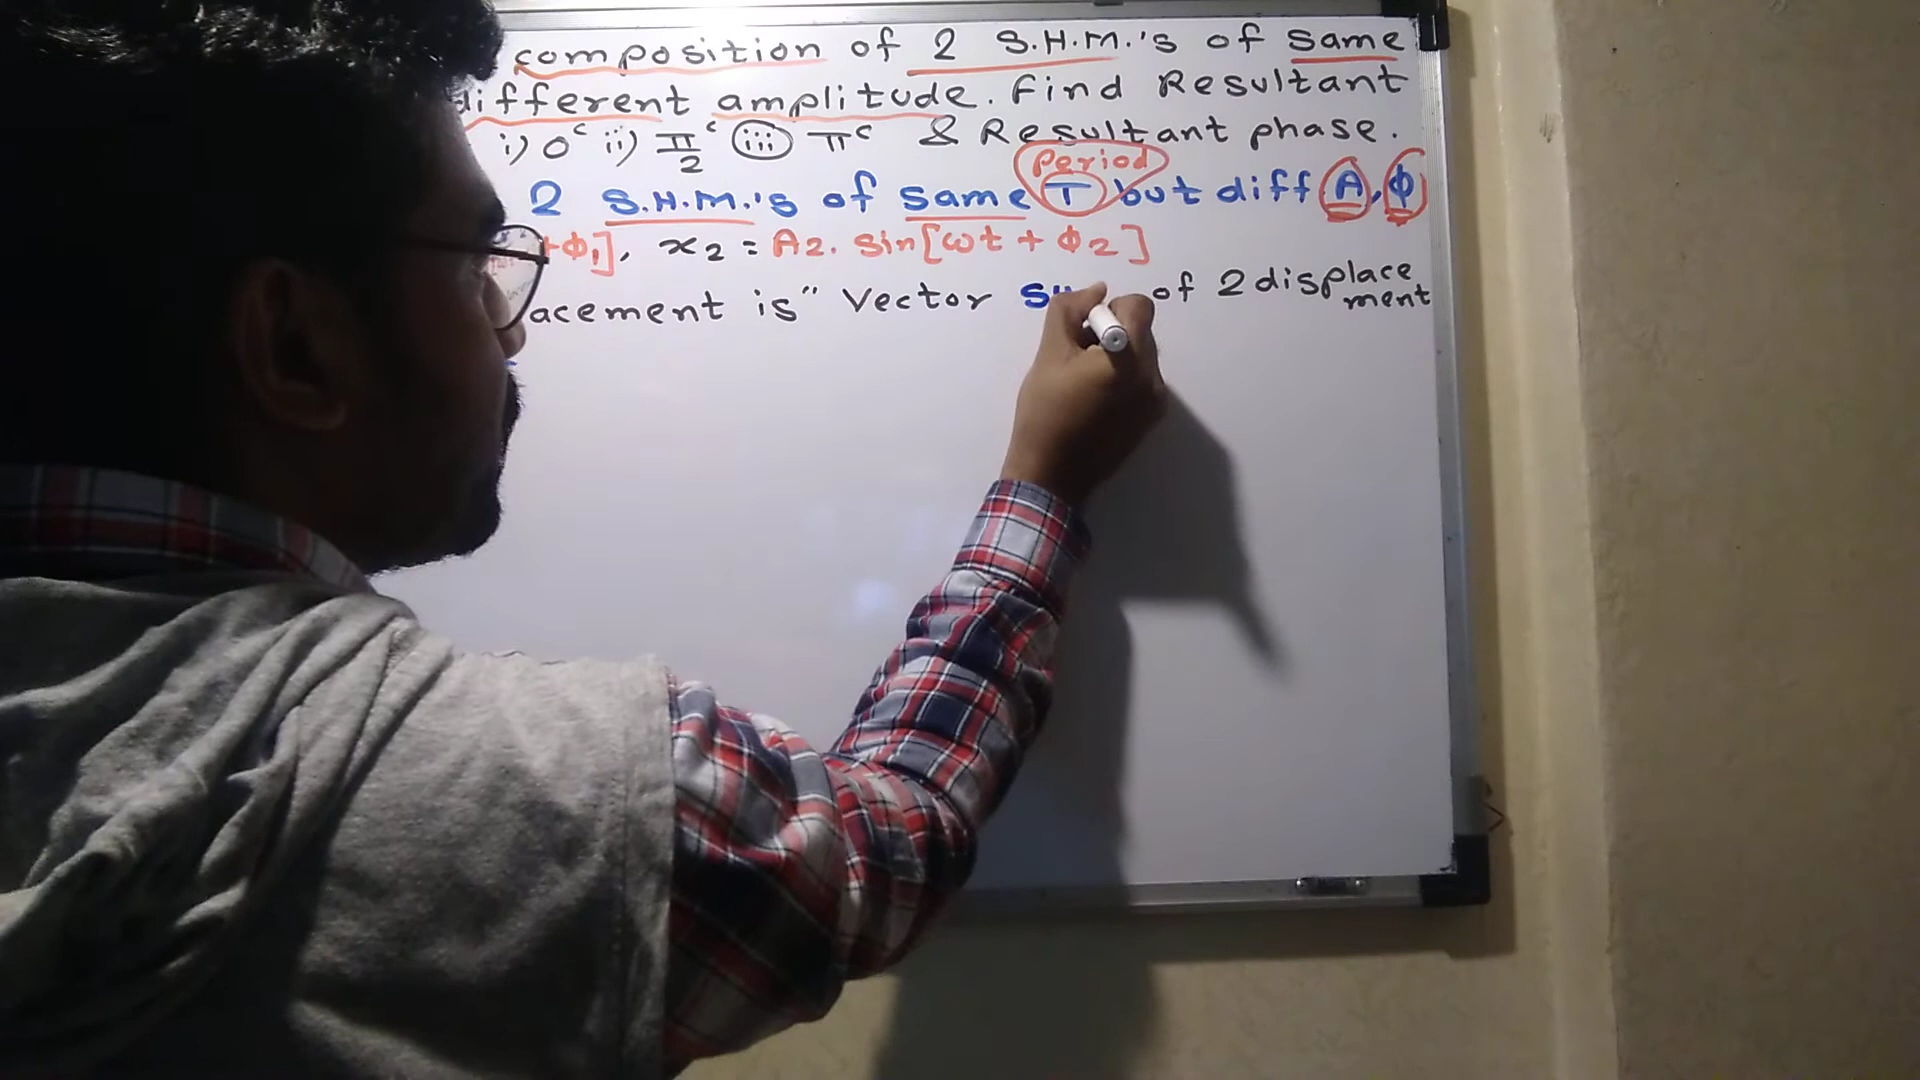 composition of 2 S.H.M.'s of same
different amplitude. Find Resultant
i) 0ᶜ ii) π/2ᶜ iii) πᶜ & Resultant phase.
Period
2 S.H.M.'s of same T but diff A, Φ
+Φ₁], x₂ = A₂. sin[ωt + Φ₂]
acement is " Vector of 2 displacement